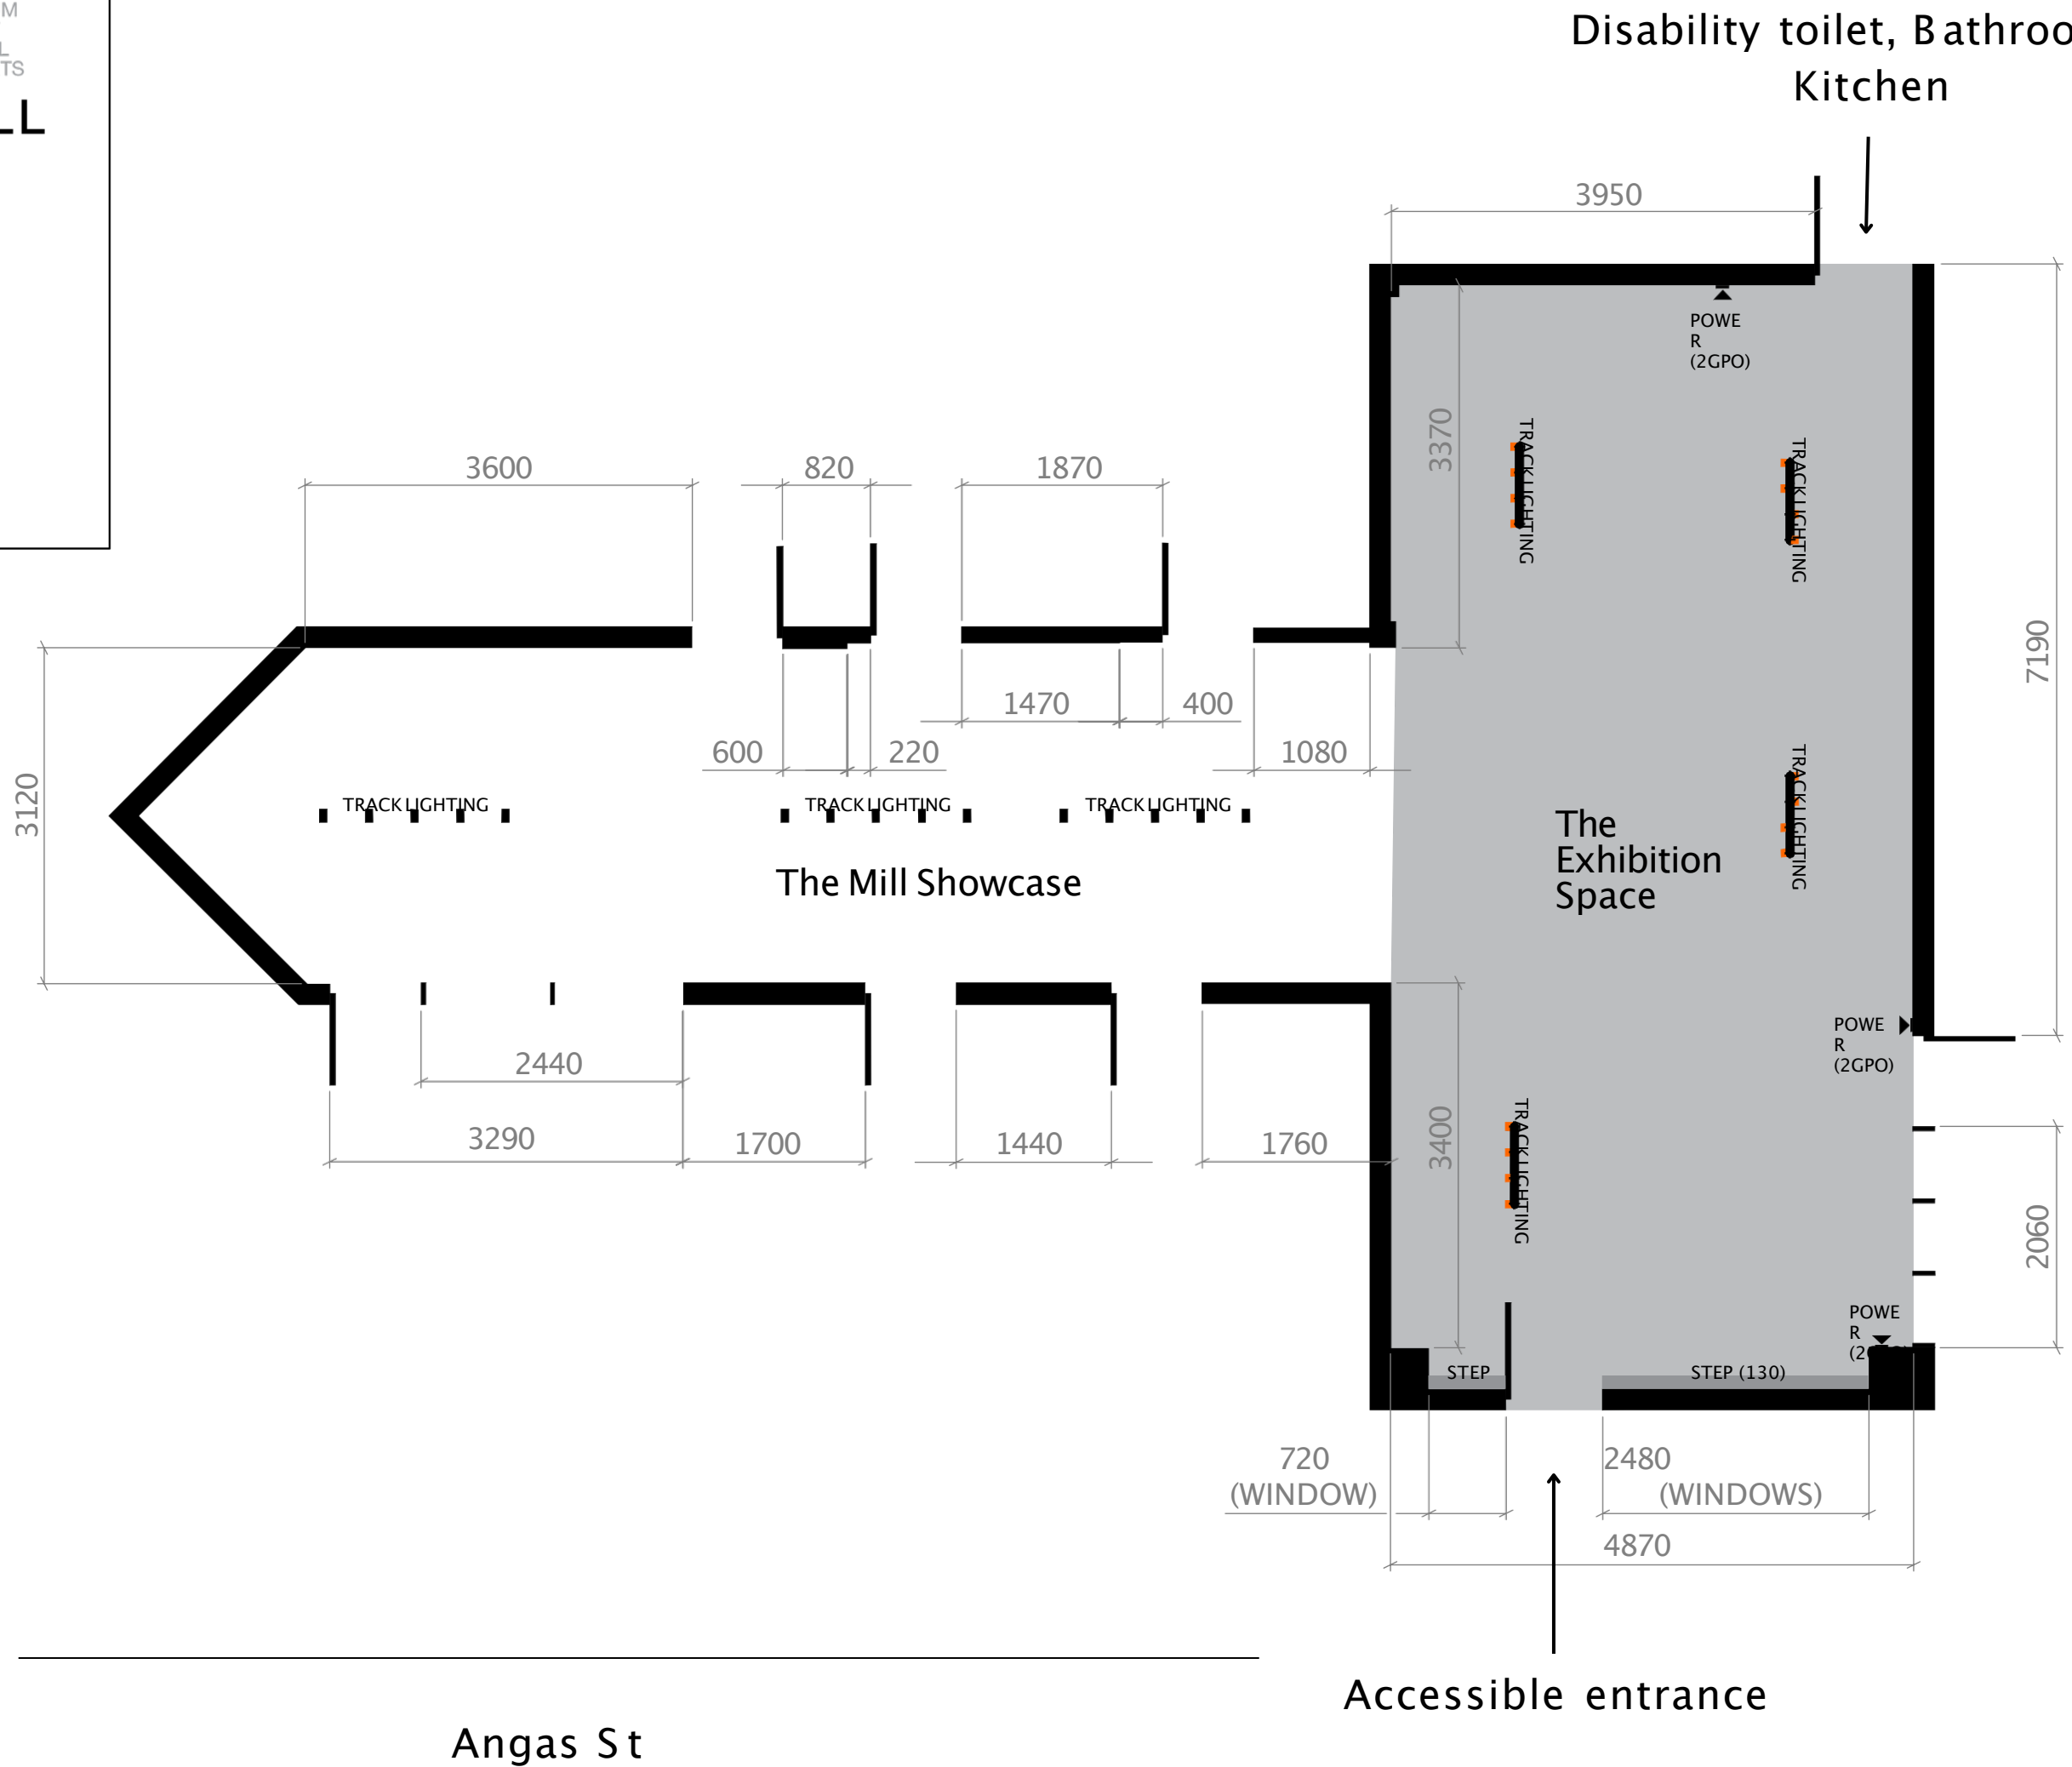 M
L
TS
LL
Disability toilet, Bathroo
Kitchen
3950
POWE
R
(2GPO)
3370
TRACK LIGHTING
TRACK LIGHTING
3600
820
1870
7190
1470
400
600
220
1080
3120
TRACK LIGHTING
TRACK LIGHTING
TRACK LIGHTING
TRACK LIGHTING
The Mill Showcase
The
Exhibition
Space
POWE
R
(2GPO)
2440
3290
1700
1440
1760
3400
TRACK LIGHTING
2060
POWE
R
(2
STEP
STEP (130)
720
(WINDOW)
2480
(WINDOWS)
4870
Accessible entrance
Angas St